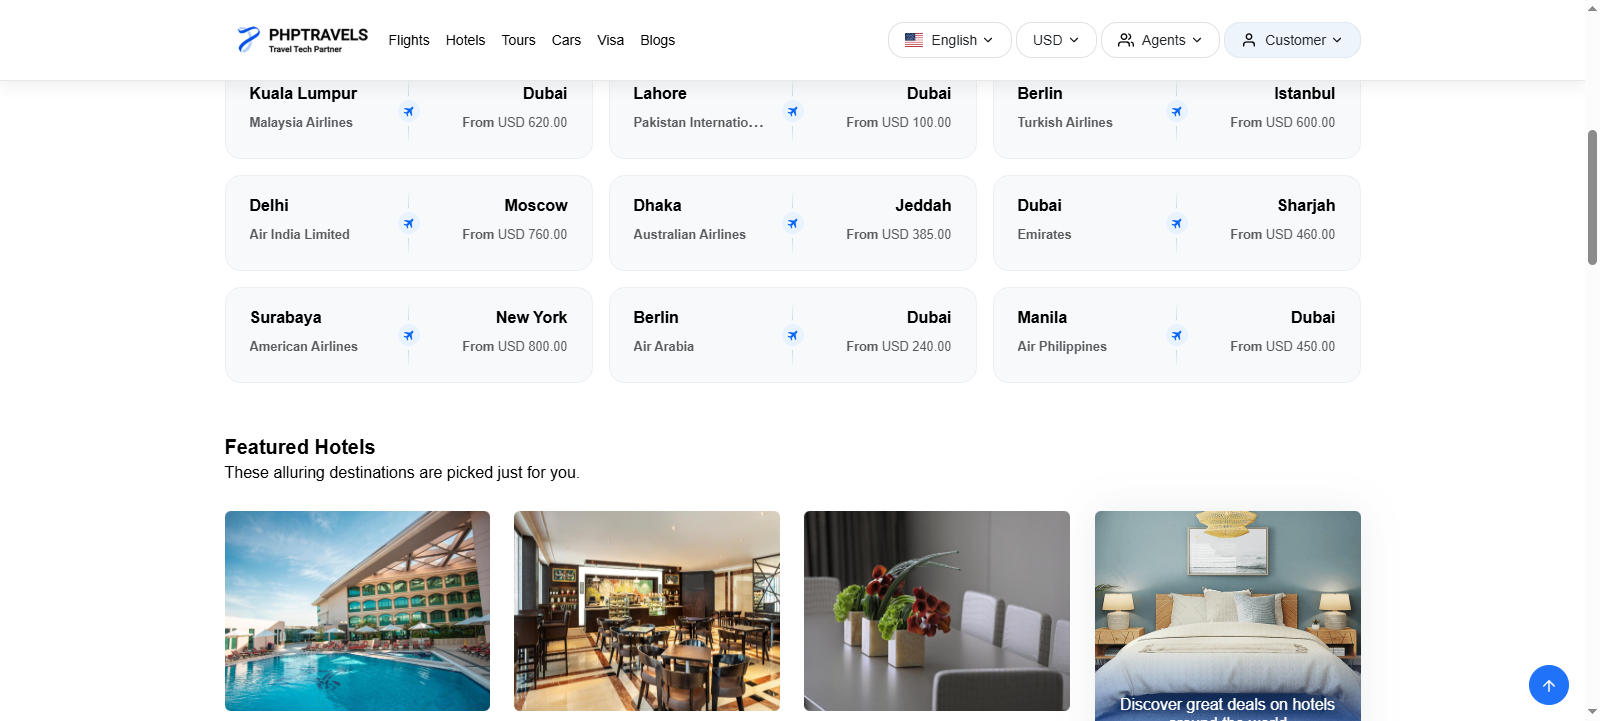 PHPTRAVELS
Travel Tech Partner
Flights Hotels Tours Cars Visa Blogs
English USD Agents Customer
Kuala Lumpur Dubai
Malaysia Airlines From USD 620.00
Lahore Dubai
Pakistan Internatio... From USD 100.00
Berlin Istanbul
Turkish Airlines From USD 600.00
Delhi Moscow
Air India Limited From USD 760.00
Dhaka Jeddah
Australian Airlines From USD 385.00
Dubai Sharjah
Emirates From USD 460.00
Surabaya New York
American Airlines From USD 800.00
Berlin Dubai
Air Arabia From USD 240.00
Manila Dubai
Air Philippines From USD 450.00
Featured Hotels
These alluring destinations are picked just for you.
Discover great deals on hotels
around the world